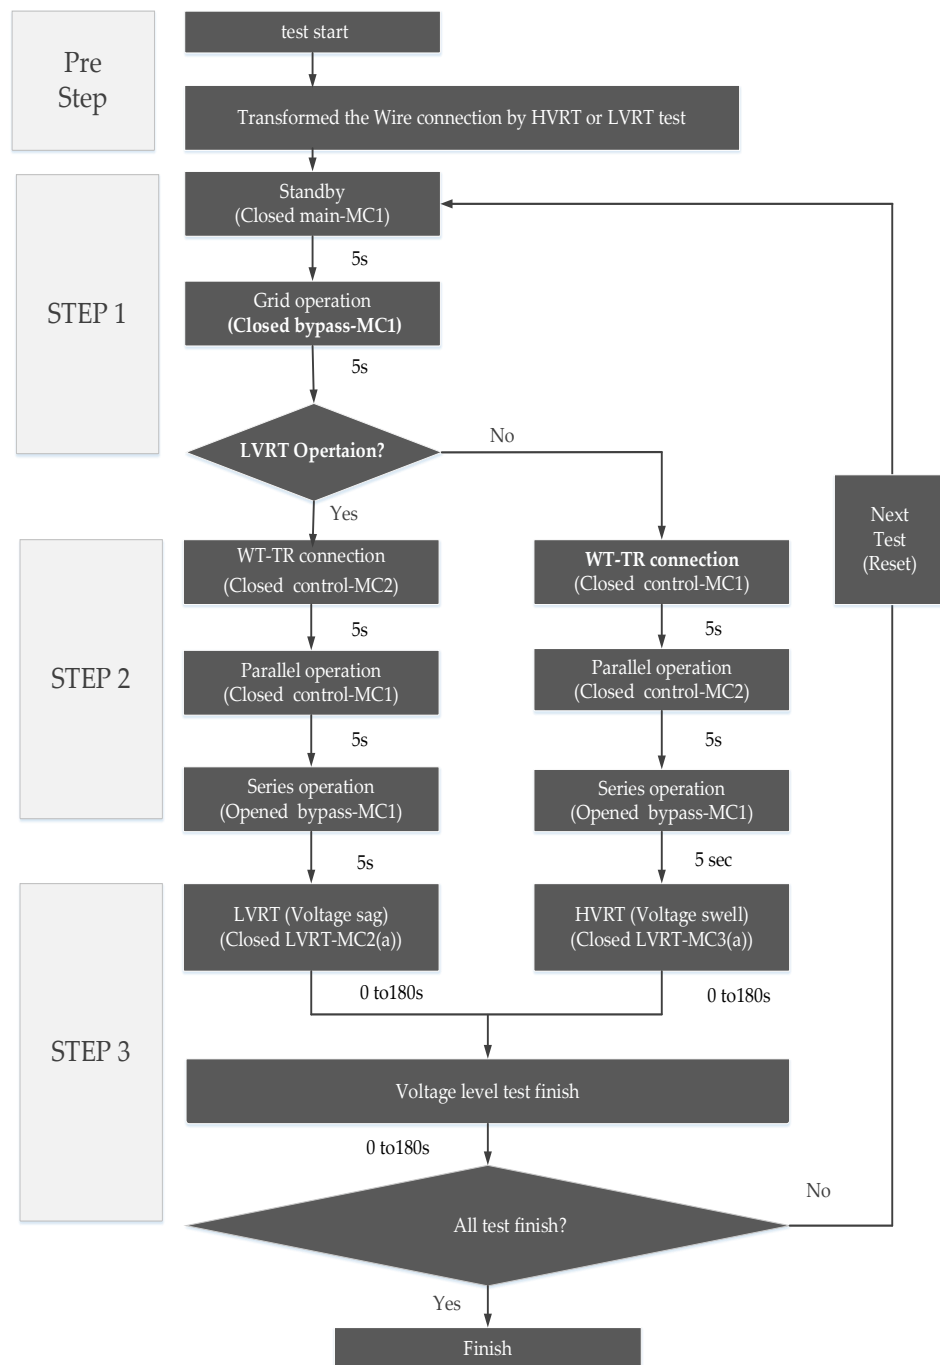 Pre
Step
test start
Transformed the Wire connection by HVRT or LVRT test
STEP 1
Standby
(Closed main-MC1)
5s
Grid operation
(Closed bypass-MC1)
5s
LVRT Opertaion?
No
Yes
Next
Test
(Reset)
STEP 2
WT-TR connection
(Closed control-MC2)
5s
Parallel operation
(Closed control-MC1)
5s
Series operation
(Opened bypass-MC1)
5s
WT-TR connection
(Closed control-MC1)
5s
Parallel operation
(Closed control-MC2)
5s
Series operation
(Opened bypass-MC1)
5 sec
STEP 3
LVRT (Voltage sag)
(Closed LVRT-MC2(a))
0 to180s
HVRT (Voltage swell)
(Closed LVRT-MC3(a))
0 to180s
Voltage level test finish
0 to180s
All test finish?
No
Yes
Finish